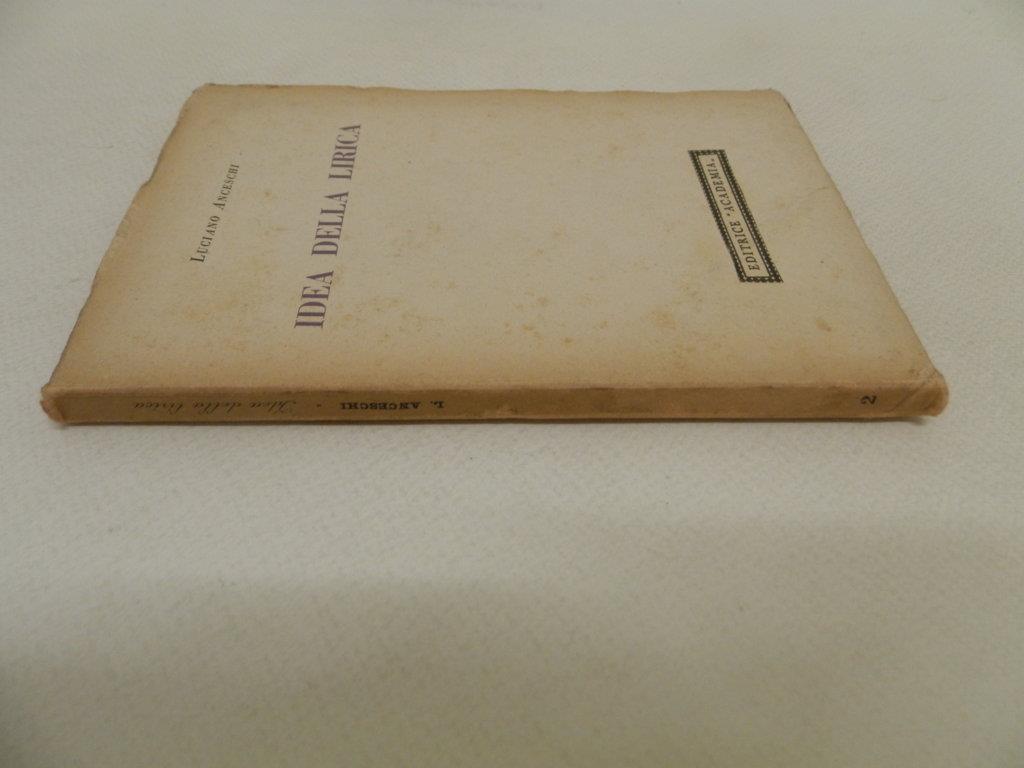 LUCIANO ANCESCHI
IDEA DELLA LIRICA
EDITRICE "ACADEMIA"
L. ANCESCHI - Idea della lirica
2